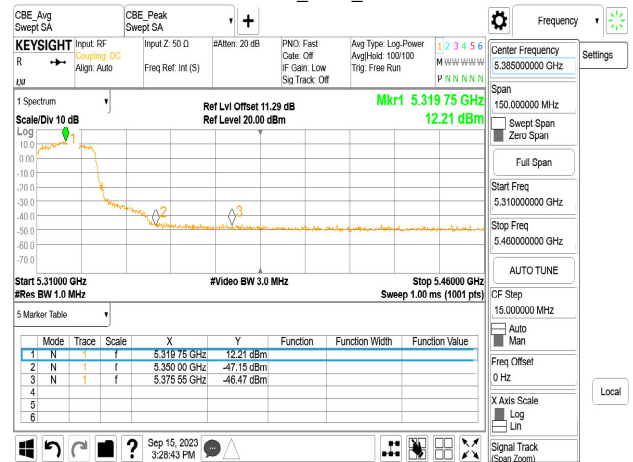 CBE_Avg
Swept SA
CBE_Peak
Swept SA
Frequency
KEYSIGHT
R
Input: RF
Coupling: DC
Align: Auto
Input Z: 50 Ω
Freq Ref: Int (S)
#Atten: 20 dB
PNO: Fast
Gate: Off
IF Gain: Low
Sig Track: Off
Avg Type: Log-Power
Avg|Hold: 100/100
Trig: Free Run
1 2 3 4 5 6
M W W W W W
P N N N N N
Center Frequency
5.385000000 GHz
Settings
Span
150.000000 MHz
Swept Span
Zero Span
Full Span
Start Freq
5.310000000 GHz
Stop Freq
5.460000000 GHz
AUTO TUNE
CF Step
15.000000 MHz
Auto
Man
Freq Offset
0 Hz
X Axis Scale
Log
Lin
Signal Track
(Span Zoom)
Local
1 Spectrum
Scale/Div 10 dB
Ref Lvl Offset 11.29 dB
Ref Level 20.00 dBm
Mkr1 5.319 75 GHz
12.21 dBm
Log
10.0
0.00
-10.0
-20.0
-30.0
-40.0
-50.0
-60.0
-70.0
1
2
3
Start 5.31000 GHz
#Res BW 1.0 MHz
#Video BW 3.0 MHz
Stop 5.46000 GHz
Sweep 1.00 ms (1001 pts)
5 Marker Table
Mode Trace Scale X Y Function Function Width Function Value
1 N 1 f 5.319 75 GHz 12.21 dBm
2 N 1 f 5.350 00 GHz -47.15 dBm
3 N 1 f 5.375 55 GHz -46.47 dBm
4
5
6
?
Sep 15, 2023
3:28:43 PM